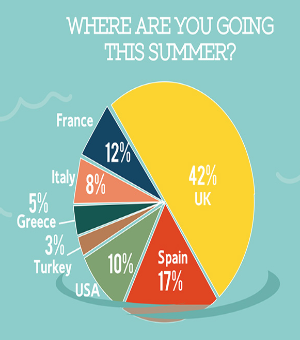 WHERE ARE YOU GOING
THIS SUMMER?
France
12%
42%
UK
Italy
8%
5%
Greece
3%
Turkey
10%
USA
Spain
17%